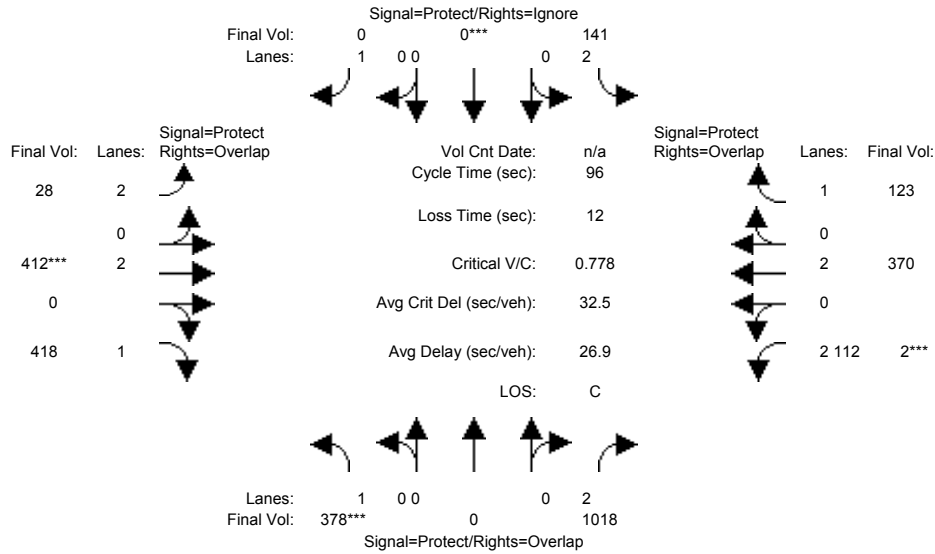 Signal=Protect/Rights=Ignore
Final Vol: 0 0*** 141
Lanes: 1 0 0 0 2
Signal=Protect Signal=Protect
Final Vol: Lanes: Rights=Overlap Vol Cnt Date: n/a Rights=Overlap Lanes: Final Vol:
Cycle Time (sec): 96
28 2 1 123
Loss Time (sec): 12
0 0
412*** 2 Critical V/C: 0.778 2 370
0 Avg Crit Del (sec/veh): 32.5 0
418 1 Avg Delay (sec/veh): 26.9 2 112 2***
LOS: C
Lanes: 1 0 0 0 2
Final Vol: 378*** 0 1018
Signal=Protect/Rights=Overlap